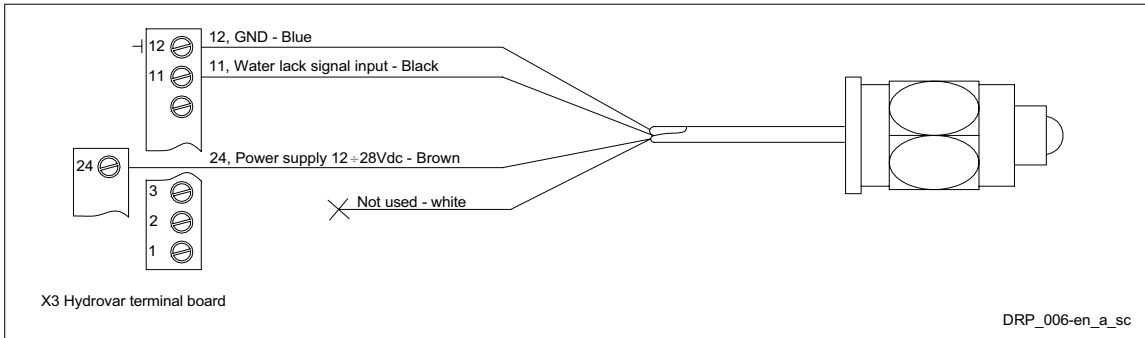 12
12, GND - Blue
11
11, Water lack signal input - Black
24
24, Power supply 12÷28Vdc - Brown
3
Not used - white
2
1
X3 Hydrovar terminal board
DRP_006-en_a_sc